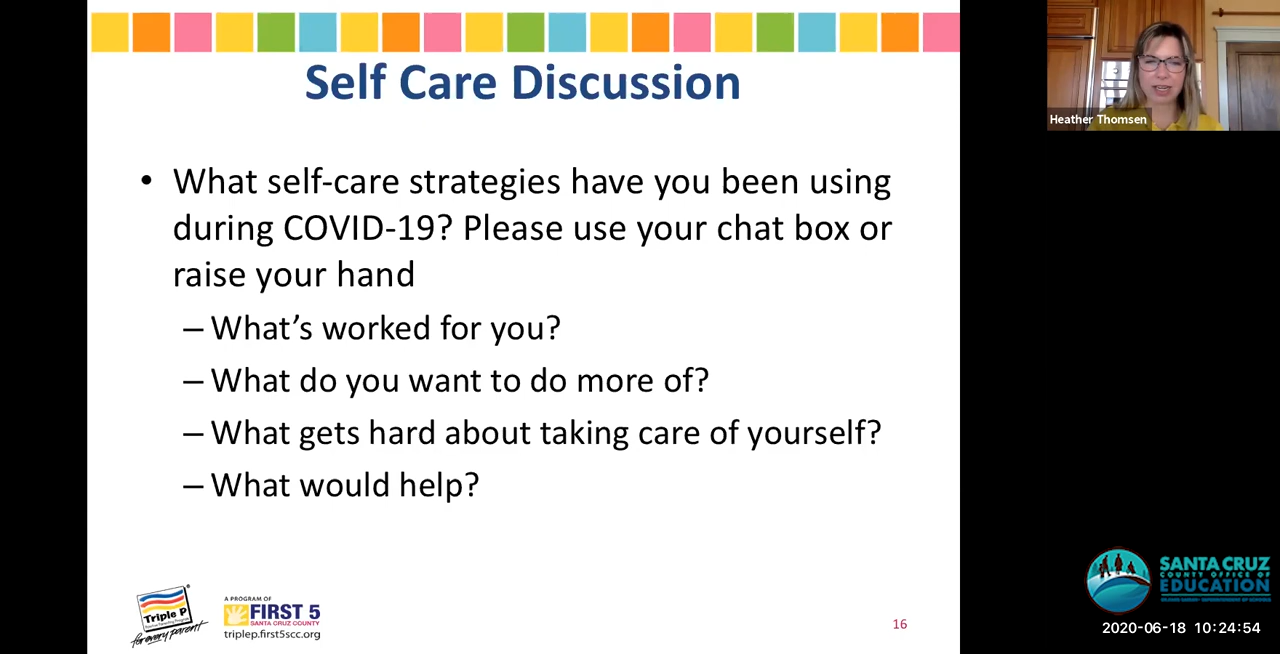 Self Care Discussion
• What self-care strategies have you been using
during COVID-19? Please use your chat box or
raise your hand
– What's worked for you?
– What do you want to do more of?
– What gets hard about taking care of yourself?
– What would help?
Triple P
for every parent
A PROGRAM OF
FIRST 5
SANTA CRUZ COUNTY
triplep.first5scc.org
16
Heather Thomsen
SANTA CRUZ
COUNTY OFFICE OF
EDUCATION
2020-06-18 10:24:54